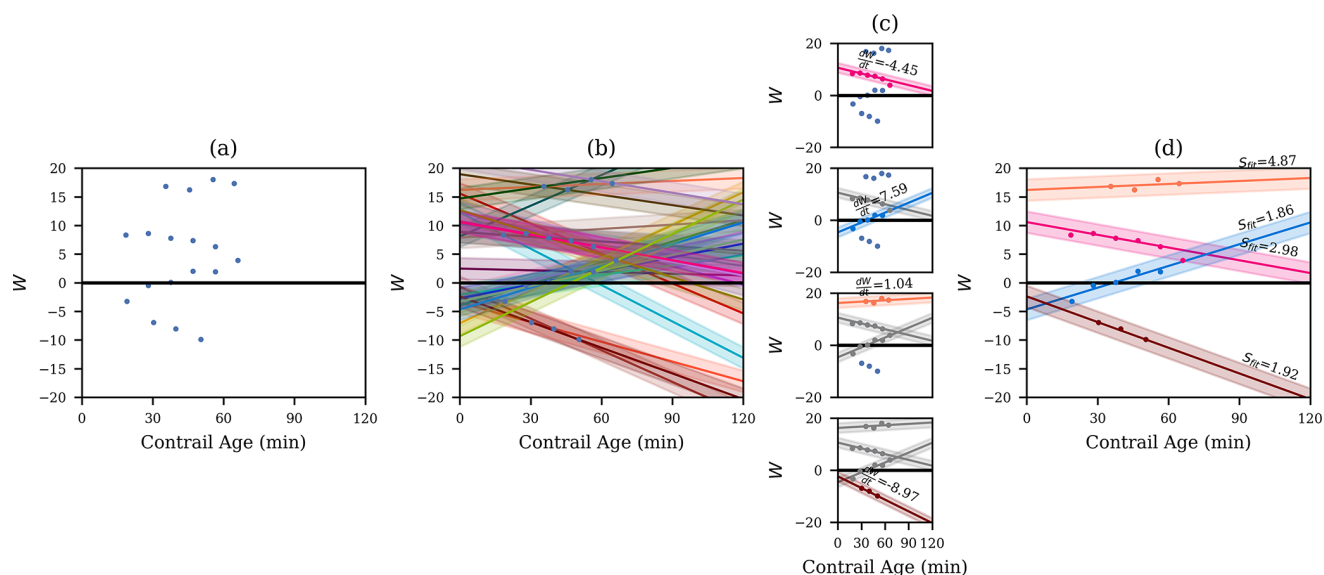 (a)
20
15
10
5
0
−5
−10
−15
−20
W
0 30 60 90 120
Contrail Age (min)
(b)
20
15
10
5
0
−5
−10
−15
−20
W
0 30 60 90 120
Contrail Age (min)
(c)
20
0
−20
W
dW/dt=-4.45
20
0
−20
W
dW/dt=7.59
20
0
−20
W
dW/dt=1.04
20
0
−20
W
dW/dt=-8.97
0 30 60 90 120
Contrail Age (min)
(d)
20
15
10
5
0
−5
−10
−15
−20
W
Sfit=4.87
Sfit=1.86
Sfit=2.98
Sfit=1.92
0 30 60 90 120
Contrail Age (min)